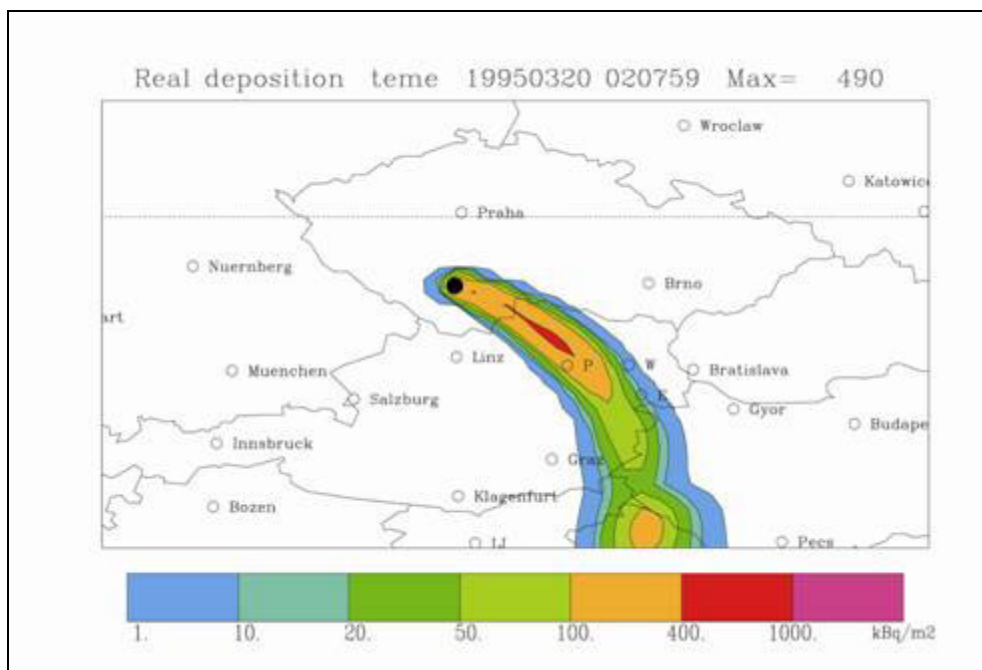 Real deposition teme 19950320 020759 Max= 490
Wroclaw
Katowic
Praha
Nuernberg
Brno
art
Linz
P
W
Muenchen
Bratislava
E
Salzburg
Gyor
Budape
Innsbruck
Graz
Klagenfurt
Bozen
LJ
Pecs
1. 10. 20. 50. 100. 400. 1000. kBq/m2